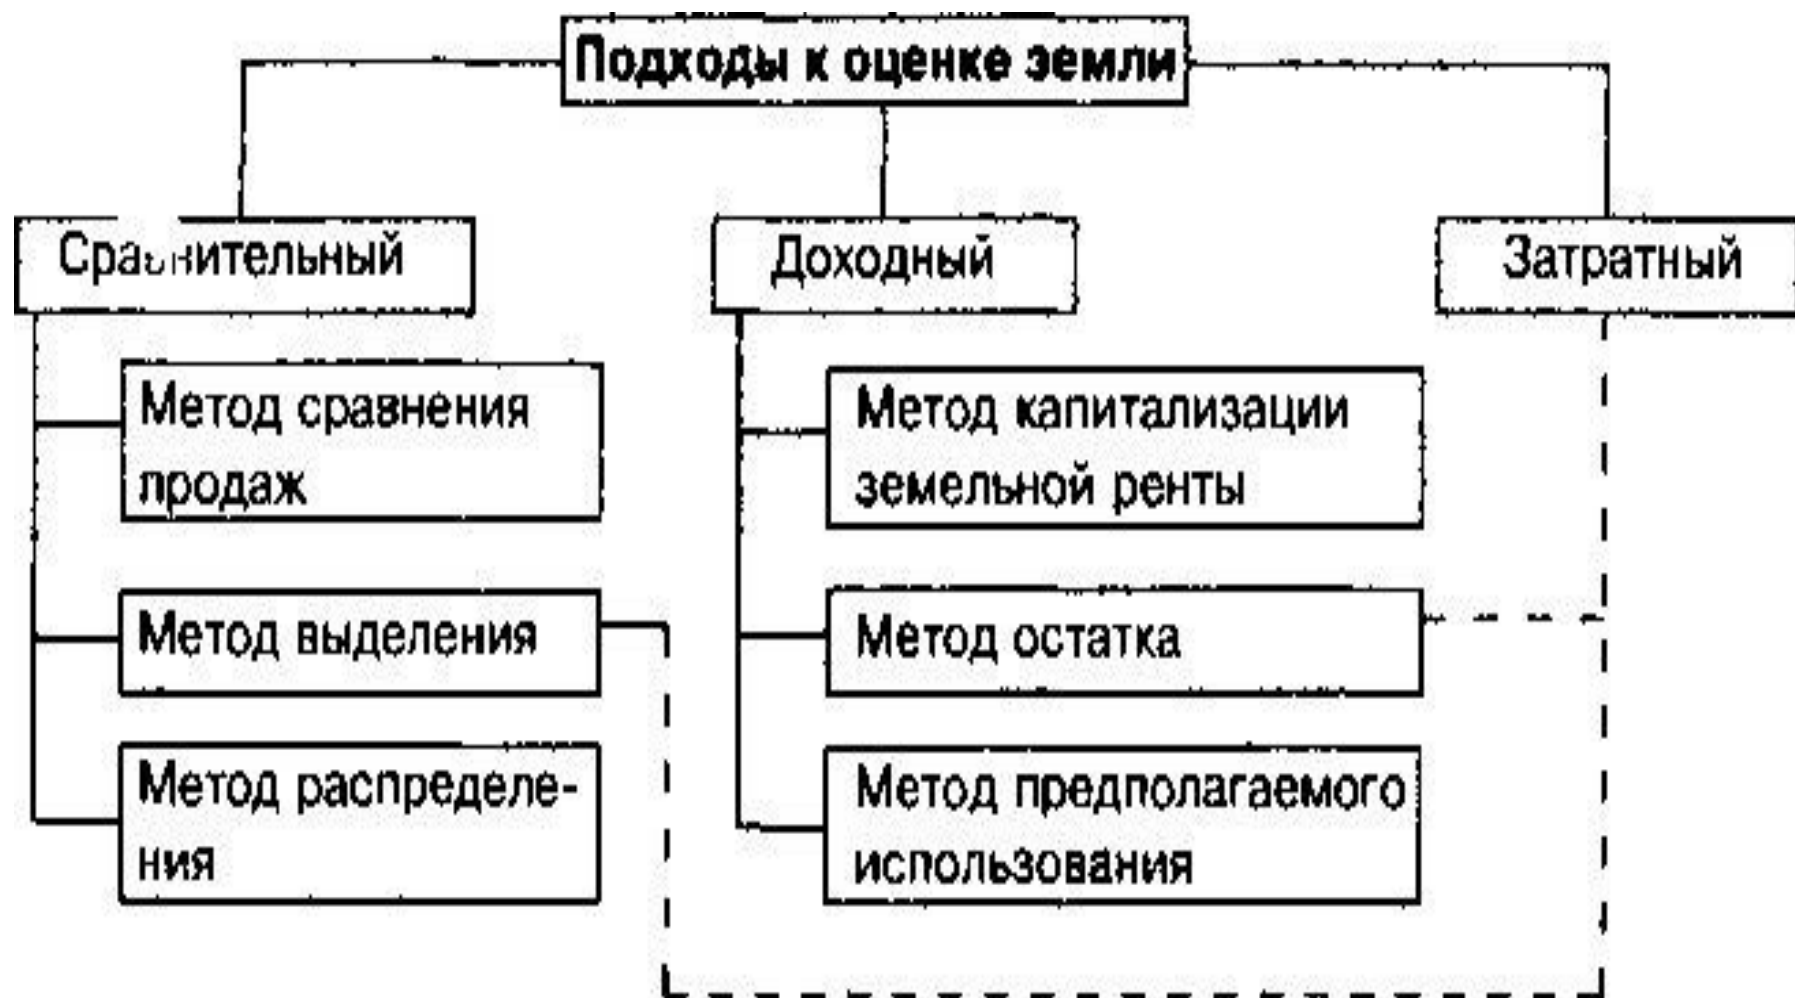 Подходы к оценке земли
Сравнительный
Доходный
Затратный
Метод сравнения
продаж
Метод выделения
Метод распределе-
ния
Метод капитализации
земельной ренты
Метод остатка
Метод предполагаемого
использования